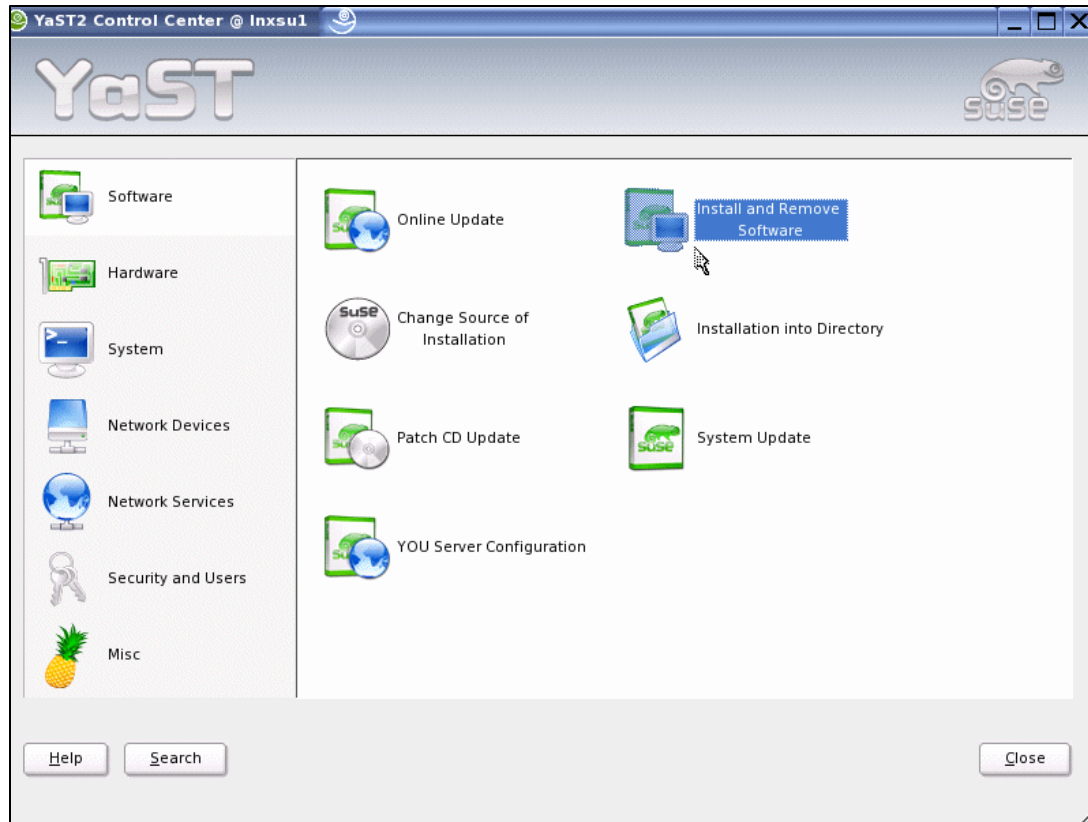 YaST2 Control Center @ lnxsu1
YaST
SUSE
Software
Hardware
System
Network Devices
Network Services
Security and Users
Misc
Online Update
Install and Remove
Software
Change Source of
Installation
Installation into Directory
Patch CD Update
System Update
YOU Server Configuration
Help
Search
Close